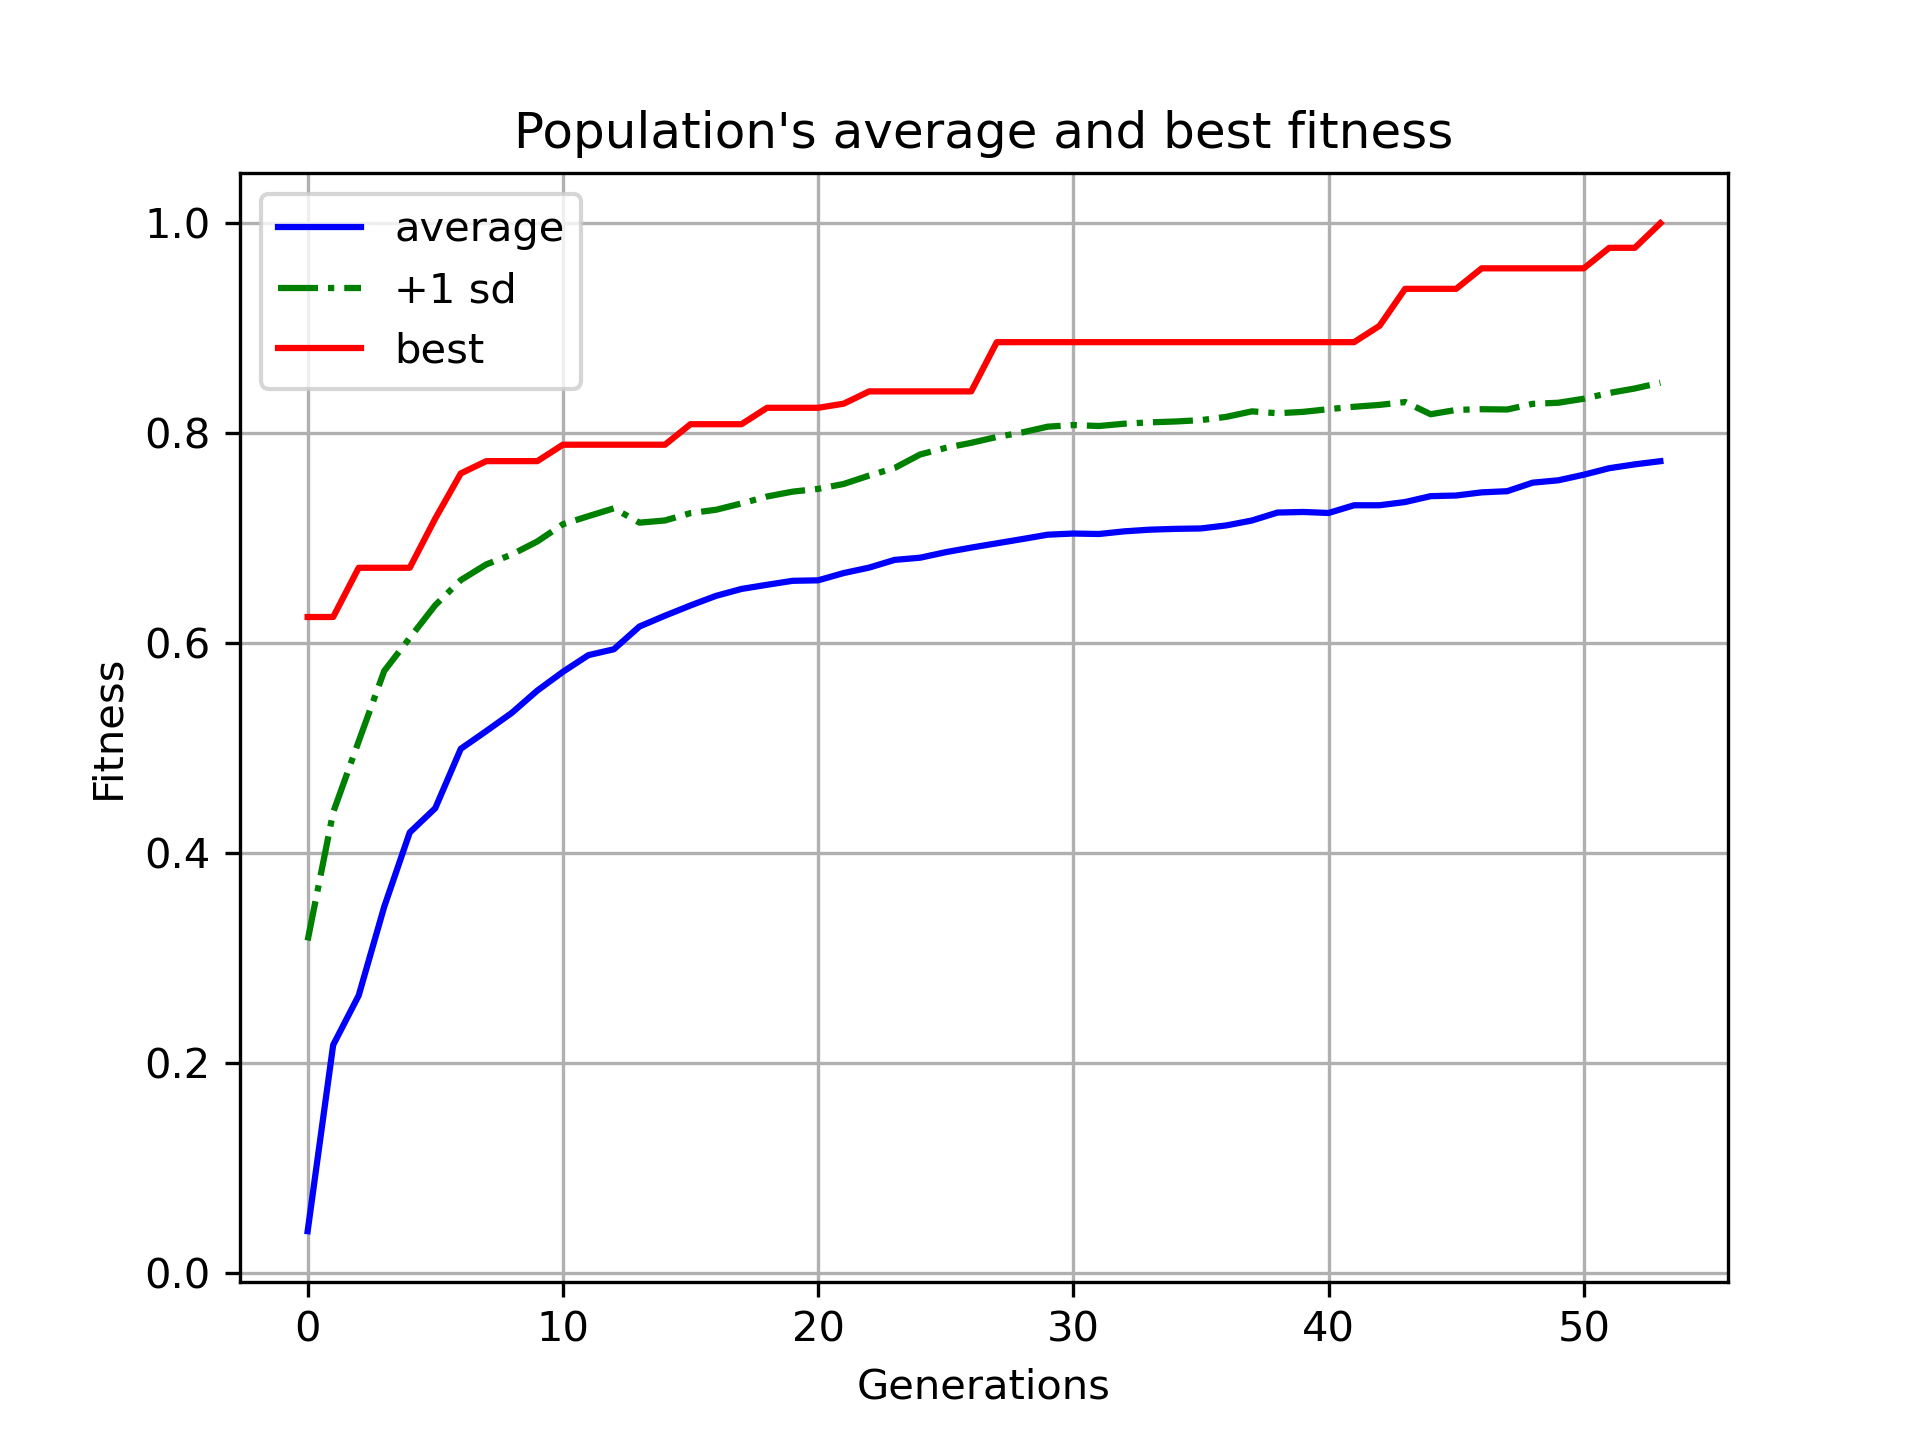 Population's average and best fitness
average
+1 sd
best
1.0
0.8
0.6
0.4
0.2
0.0
Fitness
0 10 20 30 40 50
Generations